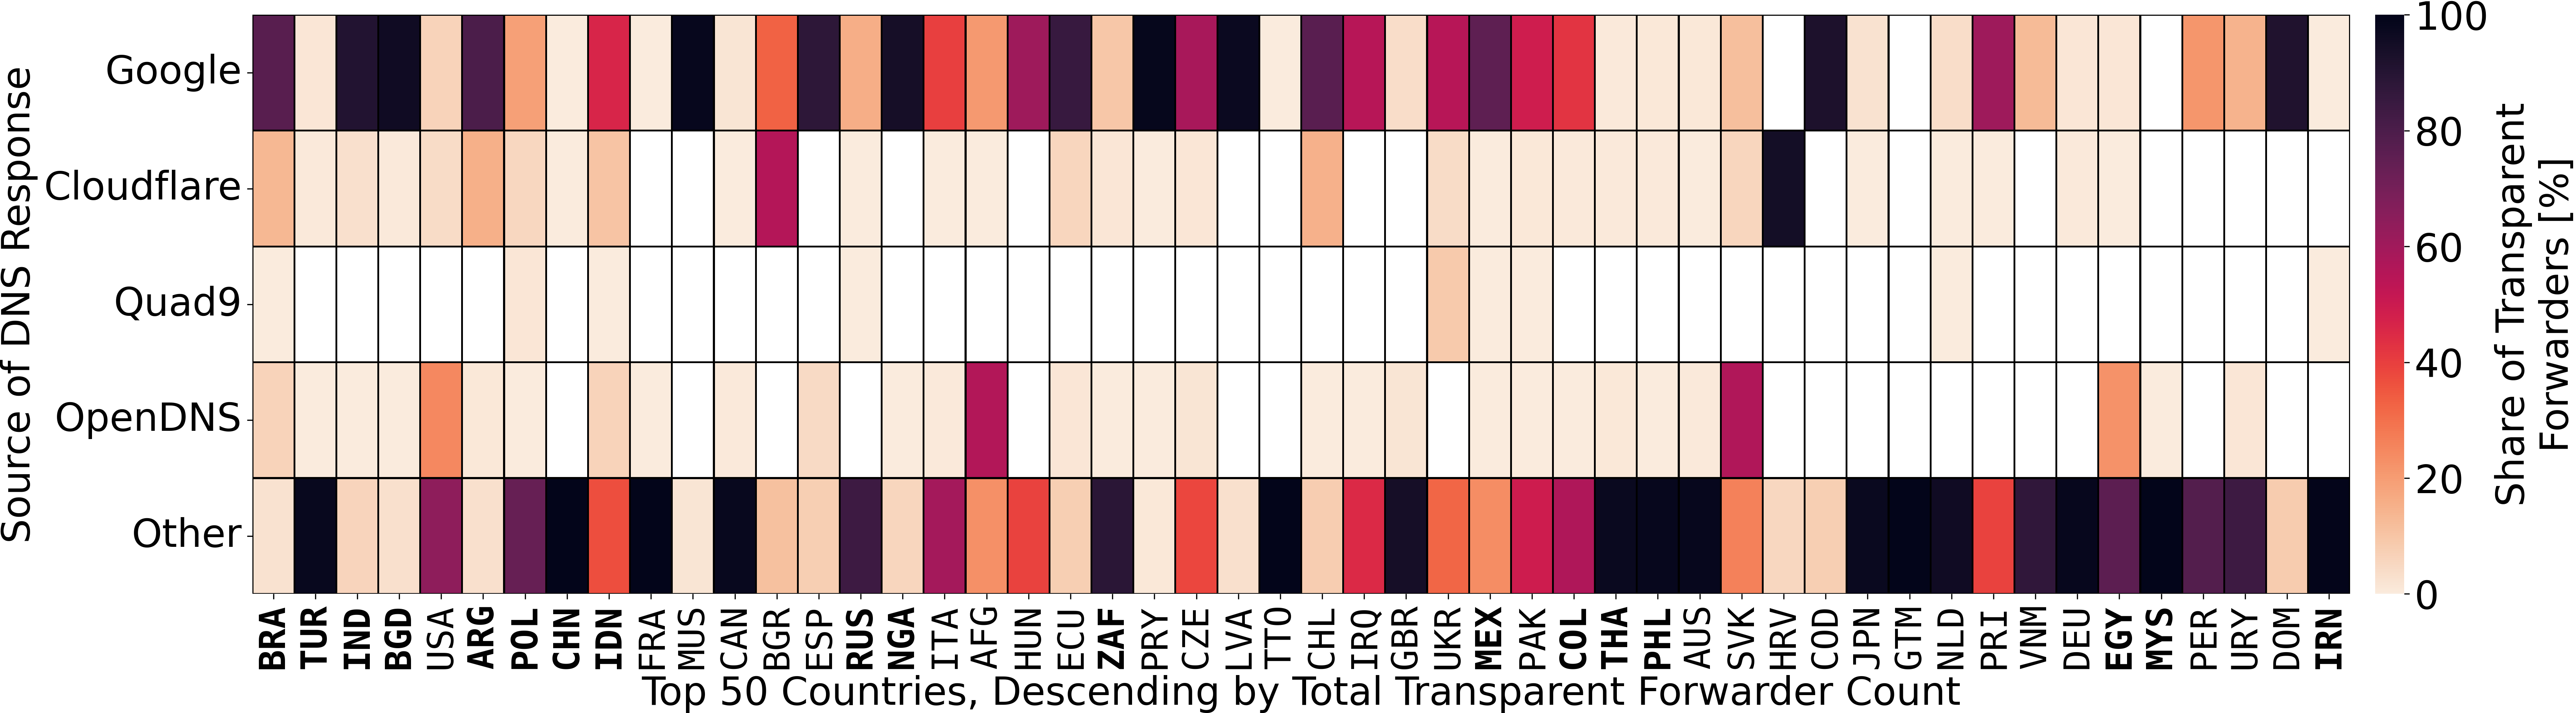 Source of DNS Response
Google
Cloudflare
Quad9
OpenDNS
Other
BRA
TUR
IND
BGD
USA
ARG
POL
CHN
IDN
FRA
MUS
CAN
BGR
ESP
RUS
NGA
ITA
AFG
HUN
ECU
ZAF
PRY
CZE
LVA
TTO
CHL
IRQ
GBR
UKR
MEX
PAK
COL
THA
PHL
AUS
SVK
HRV
COD
JPN
GTM
NLD
PRI
VNM
DEU
EGY
MYS
PER
URY
DOM
IRN
Top 50 Countries, Descending by Total Transparent Forwarder Count
100
80
60
40
20
0
Share of Transparent
Forwarders [%]